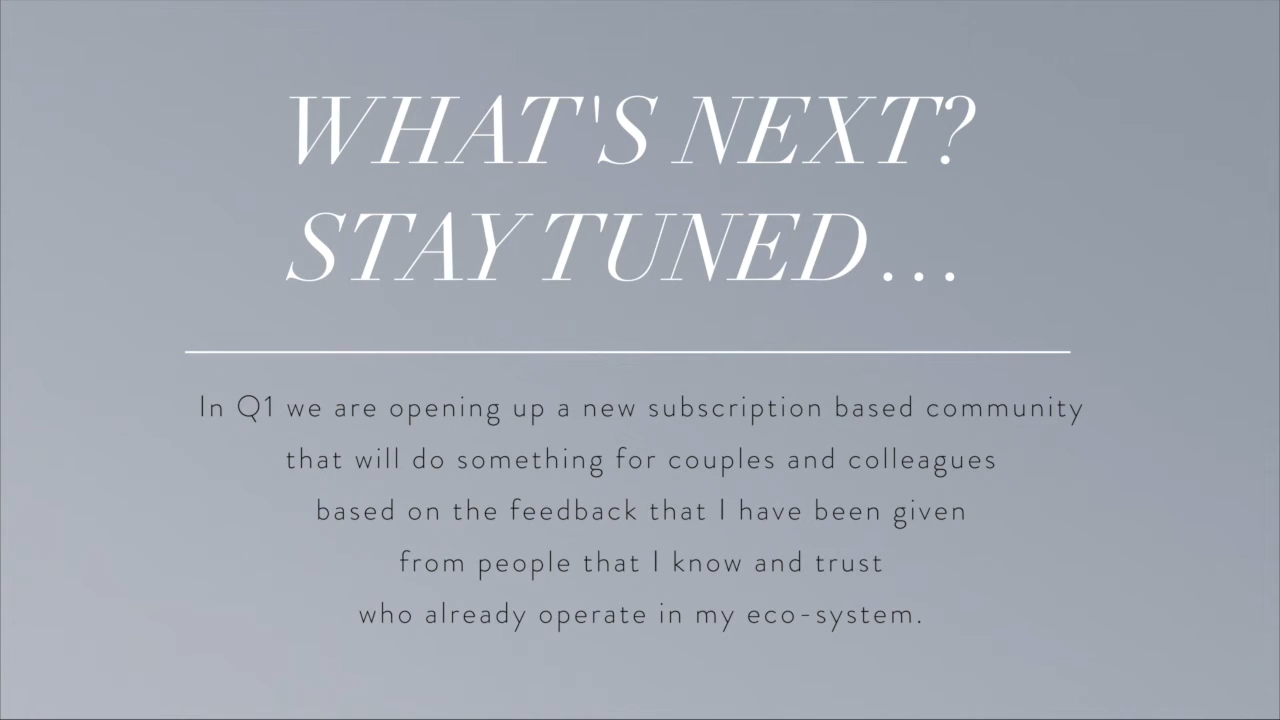 WHAT'S NEXT?
STAY TUNED...
In Q1 we are opening up a new subscription based community
that will do something for couples and colleagues
based on the feedback that I have been given
from people that I know and trust
who already operate in my eco-system.